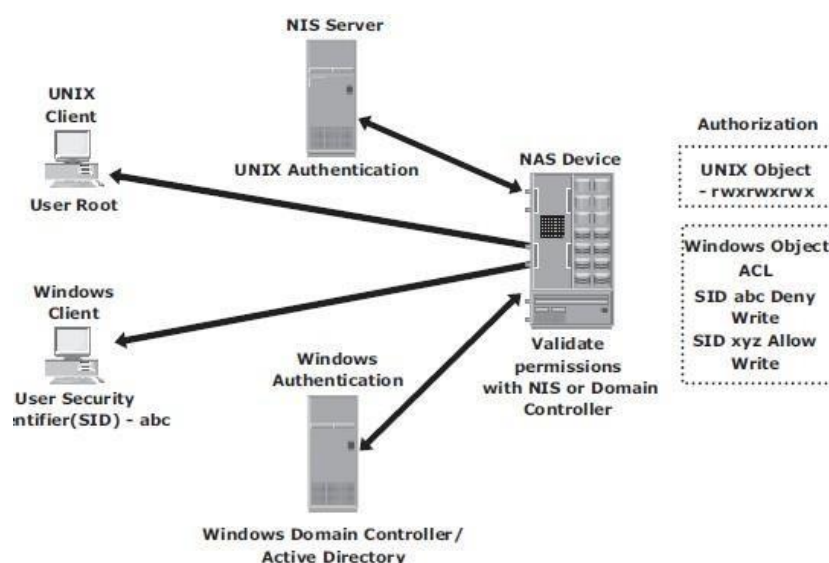 NIS Server
UNIX
Client
User Root
UNIX Authentication
NAS Device
Authorization
UNIX Object
- rwxrwxrwx
Windows Object
ACL
SID abc Deny
Write
SID xyz Allow
Write
Windows
Client
User Security
entifier(SID) - abc
Windows
Authentication
Validate
permissions
with NIS or Domain
Controller
Windows Domain Controller/
Active Directory